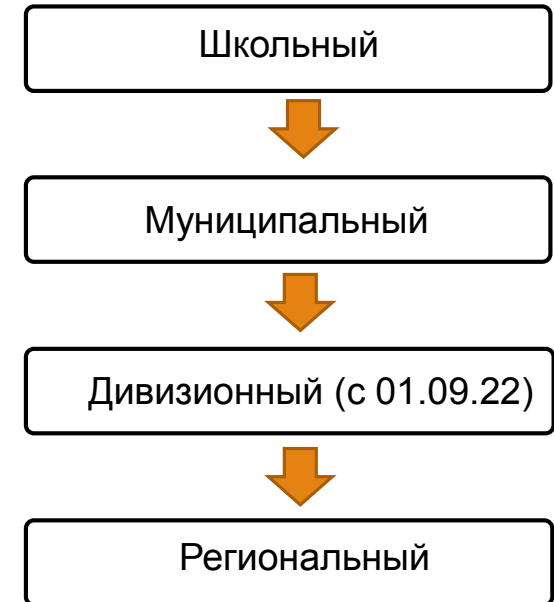 Школьный
Муниципальный
Дивизионный (с 01.09.22)
Региональный